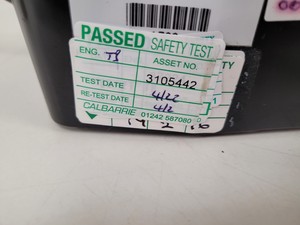 PASSED SAFETY TEST
ENG. TJ ASSET NO.
3105442
TEST DATE 4/22
RE-TEST DATE 4/2
CALBARRIE 01242 587080